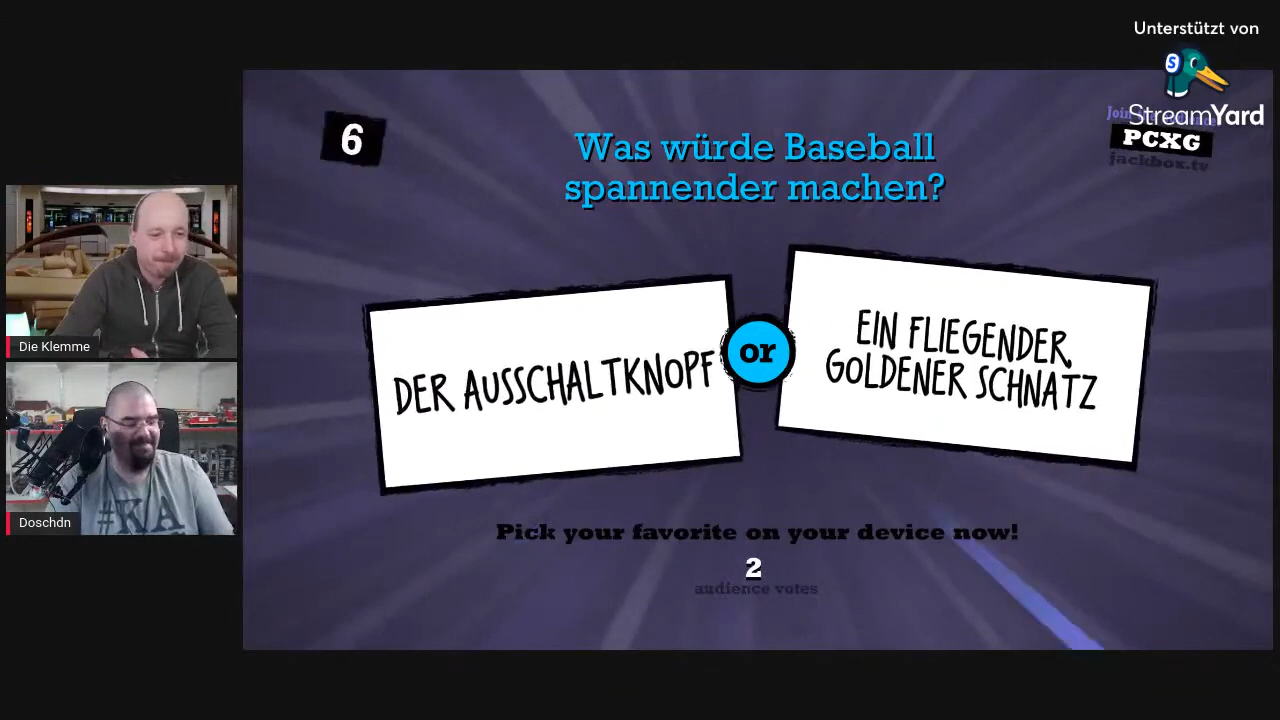 Unterstützt von
StreamYard
6
Was würde Baseball
spannender machen?
PCXG
jackbox.tv
DER AUSSCHALTKNOPF
or
EIN FLIEGENDER
GOLDENER SCHNATZ
Die Klemme
Doschdn
#KA
Pick your favorite on your device now!
2
audience votes